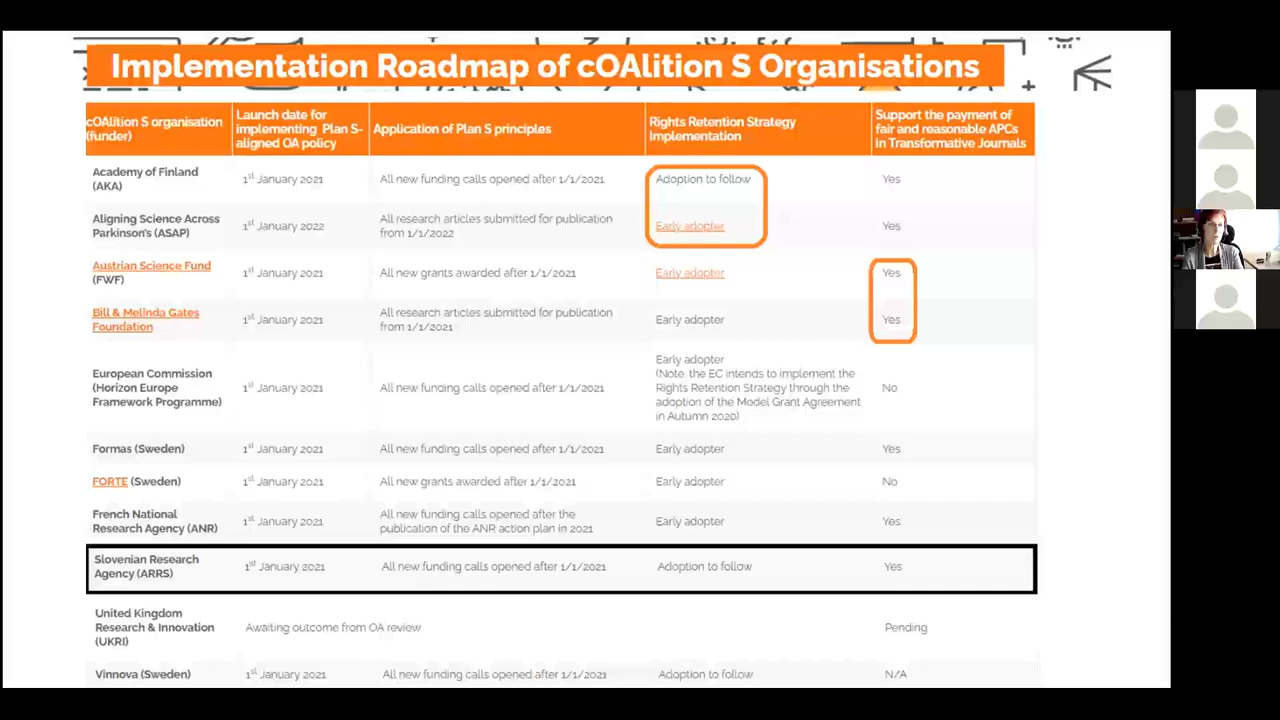 Implementation Roadmap of cOAlition S Organisations
cOAlition S organisation
(funder)
Launch date for
implementing Plan S-
aligned OA policy
Application of Plan S principles
Rights Retention Strategy
Implementation
Support the payment of
fair and reasonable APCs
in Transformative Journals
Academy of Finland
(AKA)
1st January 2021
All new funding calls opened after 1/1/2021
Adoption to follow
Yes
Aligning Science Across
Parkinson's (ASAP)
1st January 2022
All research articles submitted for publication
from 1/1/2022
Early adopter
Yes
Austrian Science Fund
(FWF)
1st January 2021
All new grants awarded after 1/1/2021
Early adopter
Yes
Bill & Melinda Gates
Foundation
1st January 2021
All research articles submitted for publication
from 1/1/2021
Early adopter
Yes
European Commission
(Horizon Europe
Framework Programme)
1st January 2021
All new funding calls opened after 1/1/2021
Early adopter
(Note: the EC intends to implement the
Rights Retention Strategy through the
adoption of the Model Grant Agreement
in Autumn 2020)
No
Formas (Sweden)
1st January 2021
All new funding calls opened after 1/1/2021
Early adopter
Yes
FORTE (Sweden)
1st January 2021
All new grants awarded after 1/1/2021
Early adopter
No
French National
Research Agency (ANR)
1st January 2021
All new funding calls opened after the
publication of the ANR action plan in 2021
Early adopter
Yes
Slovenian Research
Agency (ARRS)
1st January 2021
All new funding calls opened after 1/1/2021
Adoption to follow
Yes
United Kingdom
Research & Innovation
(UKRI)
Awaiting outcome from OA review
Pending
Vinnova (Sweden)
1st January 2021
All new funding calls opened after 1/1/2021
Adoption to follow
N/A